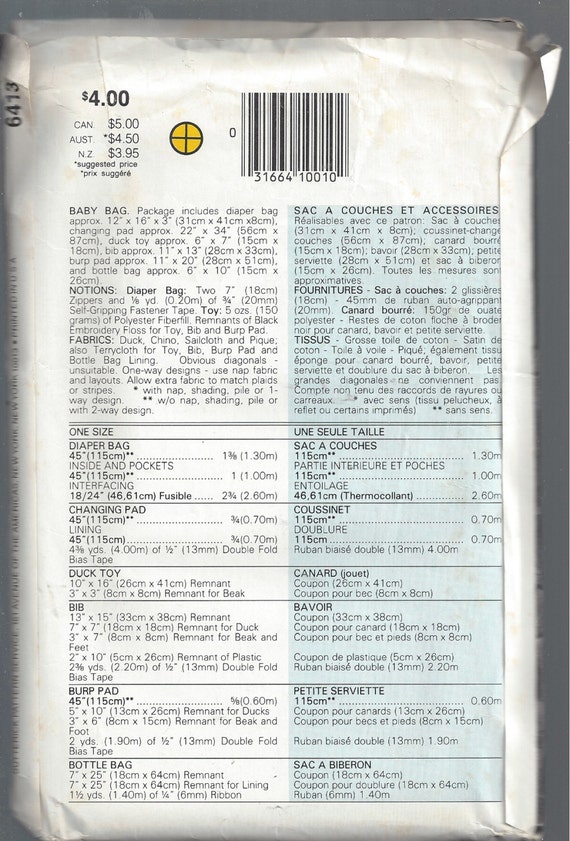 6413
$4.00
CAN. $5.00
AUST. *$4.50
N.Z. $3.95
*suggested price
*prix suggéré
0
31664 10010
BABY BAG. Package includes diaper bag
approx. 12" x 16" x 3" (31cm x 41cm x8cm),
changing pad approx. 22" x 34" (56cm x
87cm), duck toy approx. 6" x 7" (15cm x
18cm), bib approx. 11" x 13" (28cm x 33cm),
burp pad approx. 11" x 20" (28cm x 51cm),
and bottle bag approx. 6" x 10" (15cm x
26cm).
NOTIONS: Diaper Bag: Two 7" (18cm)
Zippers and ⅛ yd. (0.20m) of ¾" (20mm)
Self-Gripping Fastener Tape. Toy: 5 ozs. (150
grams) of Polyester Fiberfill. Remnants of Black
Embroidery Floss for Toy, Bib and Burp Pad.
FABRICS: Duck, Chino, Sailcloth and Pique;
also Terrycloth for Toy, Bib, Burp Pad and
Bottle Bag Lining. Obvious diagonals -
unsuitable. One-way designs - use nap fabric
and layouts. Allow extra fabric to match plaids
or stripes. * with nap, shading, pile or 1-
way design. ** w/o nap, shading, pile or
with 2-way design.
SAC A COUCHES ET ACCESSOIRES
Réalisables avec ce patron: Sac à couches
(31cm x 41cm x 8cm); coussinet-change
couches (56cm x 87cm); canard bourré
(15cm x 18cm); bavoir (28cm x 33cm); petite
serviette (28cm x 51cm) et sac à biberon
(15cm x 26cm). Toutes les mesures sont
approximatives.
FOURNITURES - Sac à couches: 2 glissières
(18cm) - 45mm de ruban auto-agrippant
(20mm). Canard bourré: 150gr de ouate
polyester - Restes de coton floche à broder
noir pour canard, bavoir et petite serviette.
TISSUS - Grosse toile de coton - Satin de
coton - Toile à voile - Piqué; également tissu
éponge pour canard bourré, bavoir, petite
serviette et doublure du sac à biberon. Les
grandes diagonales ne conviennent pas.
Compte non tenu des raccords de rayures ou
carreaux. * avec sens (tissu pelucheux, à
reflet ou certains imprimés) ** sans sens.
ONE SIZE
DIAPER BAG
45"(115cm)** ........ 1⅜ (1.30m)
INSIDE AND POCKETS
45"(115cm)** ........ 1 (1.00m)
INTERFACING
18/24" (46,61cm) Fusible ...... 2¾ (2.60m)
CHANGING PAD
45"(115cm)** ........ ¾(0.70m)
LINING
45"(115cm) ........ ¾(0.70m)
4⅜ yds. (4.00m) of ½" (13mm) Double Fold
Bias Tape
DUCK TOY
10" x 16" (26cm x 41cm) Remnant
3" x 3" (8cm x 8cm) Remnant for Beak
BIB
13" x 15" (33cm x 38cm) Remnant
7" x 7" (18cm x 18cm) Remnant for Duck
3" x 7" (8cm x 8cm) Remnant for Beak and
Feet
2" x 10" (5cm x 26cm) Remnant of Plastic
2⅜ yds. (2.20m) of ½" (13mm) Double Fold
Bias Tape
BURP PAD
45"(115cm)** ........ ⅝(0.60m)
5" x 10" (13cm x 26cm) Remnant for Ducks
3" x 6" (8cm x 15cm) Remnant for Beak and
Foot
2 yds. (1.90m) of ½" (13mm) Double Fold
Bias Tape
BOTTLE BAG
7" x 25" (18cm x 64cm) Remnant
7" x 25" (18cm x 64cm) Remnant for Lining
1½ yds. (1.40m) of ¼" (6mm) Ribbon
UNE SEULE TAILLE
SAC A COUCHES
115cm** ........ 1.30m
PARTIE INTERIEURE ET POCHES
115cm** ........ 1.00m
ENTOILAGE
46,61cm (Thermocollant) ........ 2.60m
COUSSINET
115cm** ........ 0.70m
DOUBLURE
115cm ........ 0.70m
Ruban biaisé double (13mm) 4.00m
CANARD (jouet)
Coupon (26cm x 41cm)
Coupon pour bec (8cm x 8cm)
BAVOIR
Coupon (33cm x 38cm)
Coupon pour canard (18cm x 18cm)
Coupon pour bec et pieds (8cm x 8cm)
Coupon de plastique (5cm x 26cm)
Ruban biaisé double (13mm) 2.20m
PETITE SERVIETTE
115cm** ........ 0.60m
Coupon pour canards (13cm x 26cm)
Coupon pour becs et pieds (8cm x 15cm)
Ruban biaisé double (13mm) 1.90m
SAC A BIBERON
Coupon (18cm x 64cm)
Coupon pour doublure (18cm x 64cm)
Ruban (6mm) 1.40m